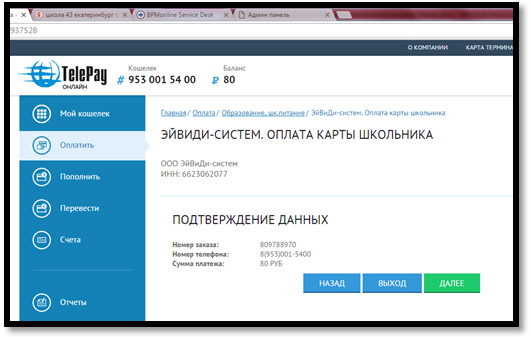 школа 43 екатеринбург
BPMonline Service Desk
Админ панель
937528
О КОМПАНИИ
КАРТА ТЕРМИНА
TelePay
ОНЛАЙН
Кошелек
# 953 001 54 00
Баланс
₽ 80
Мой кошелек
Оплатить
Пополнить
Перевести
Счета
Отчеты
Главная / Оплата / Образование, шк.питание / ЭйВиДи-систем. Оплата карты школьника
ЭЙВИДИ-СИСТЕМ. ОПЛАТА КАРТЫ ШКОЛЬНИКА
ООО ЭйВиДи-систем
ИНН: 6623062077
ПОДТВЕРЖДЕНИЕ ДАННЫХ
Номер заказа: 809788970
Номер телефона: 8(953)001-5400
Сумма платежа: 80 РУБ
НАЗАД
ВЫХОД
ДАЛЕЕ